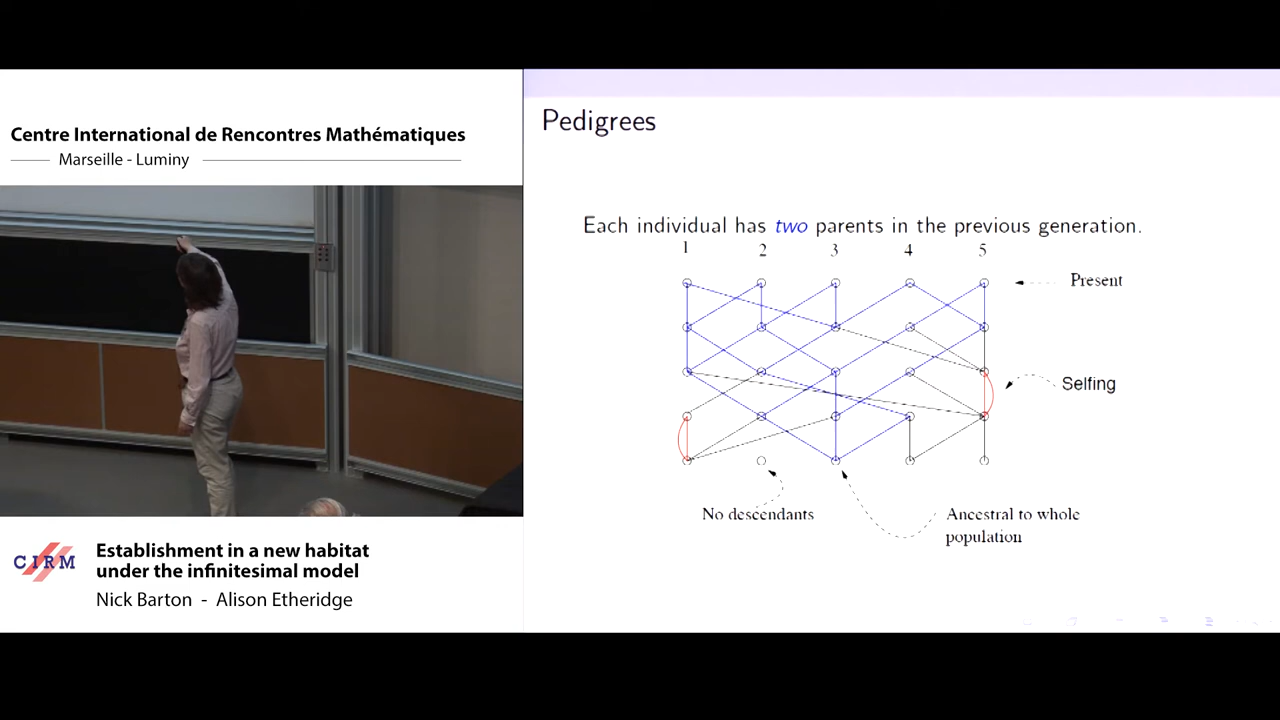 Centre International de Rencontres Mathématiques
Marseille - Luminy
CIRM
Establishment in a new habitat
under the infinitesimal model
Nick Barton - Alison Etheridge
Pedigrees
Each individual has two parents in the previous generation.
1 2 3 4 5
Present
Selfing
No descendants
Ancestral to whole
population